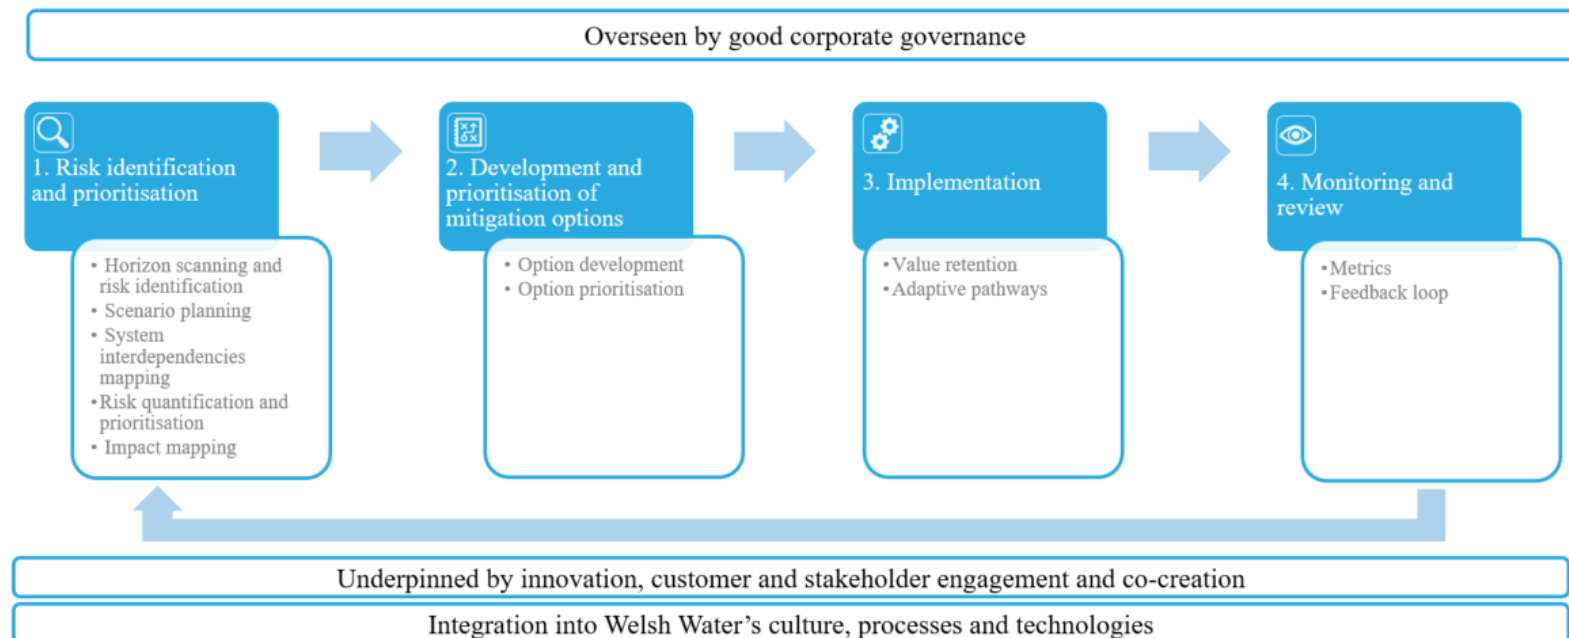 Overseen by good corporate governance
1. Risk identification
and prioritisation
• Horizon scanning and
risk identification
• Scenario planning
• System
interdependencies
mapping
•Risk quantification and
prioritisation
• Impact mapping
2. Development and
prioritisation of
mitigation options
• Option development
• Option prioritisation
3. Implementation
•Value retention
•Adaptive pathways
4. Monitoring and
review
•Metrics
•Feedback loop
Underpinned by innovation, customer and stakeholder engagement and co-creation
Integration into Welsh Water’s culture, processes and technologies